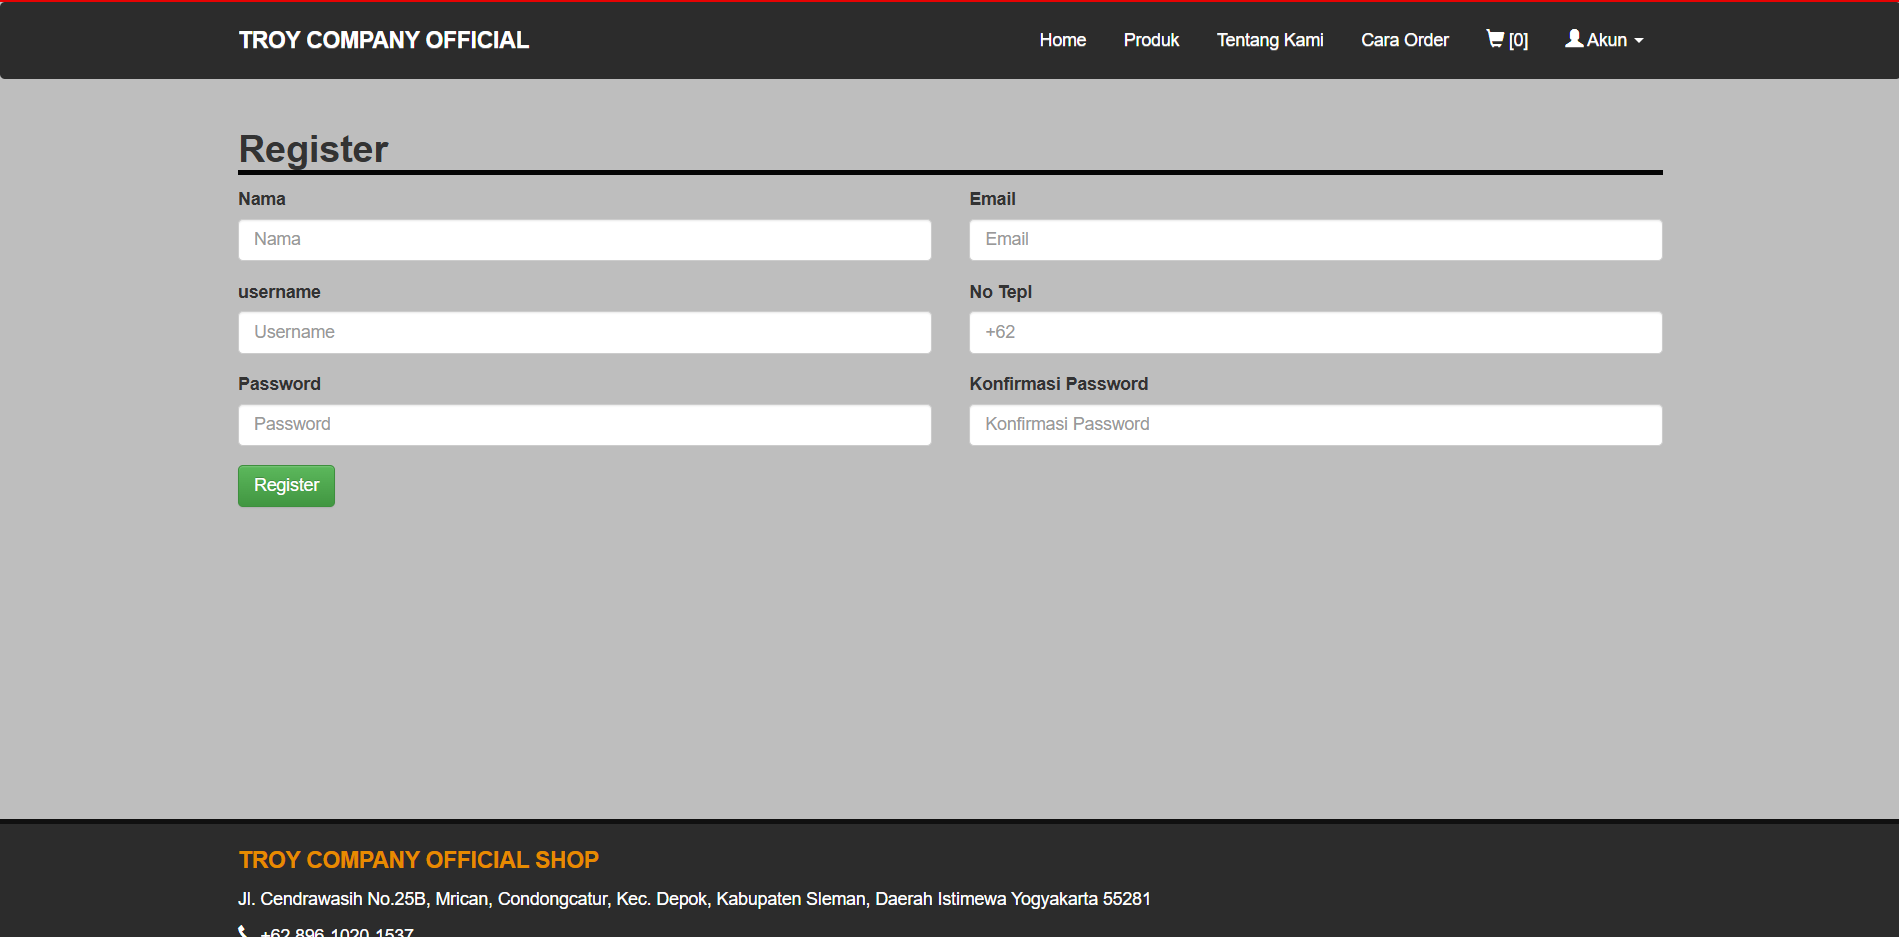 TROY COMPANY OFFICIAL
Home Produk Tentang Kami Cara Order [0] Akun
Register
Nama Email
Nama Email
username No Tepl
Username +62
Password Konfirmasi Password
Password Konfirmasi Password
Register
TROY COMPANY OFFICIAL SHOP
Jl. Cendrawasih No.25B, Mrican, Condongcatur, Kec. Depok, Kabupaten Sleman, Daerah Istimewa Yogyakarta 55281
+62 896-1020-1537